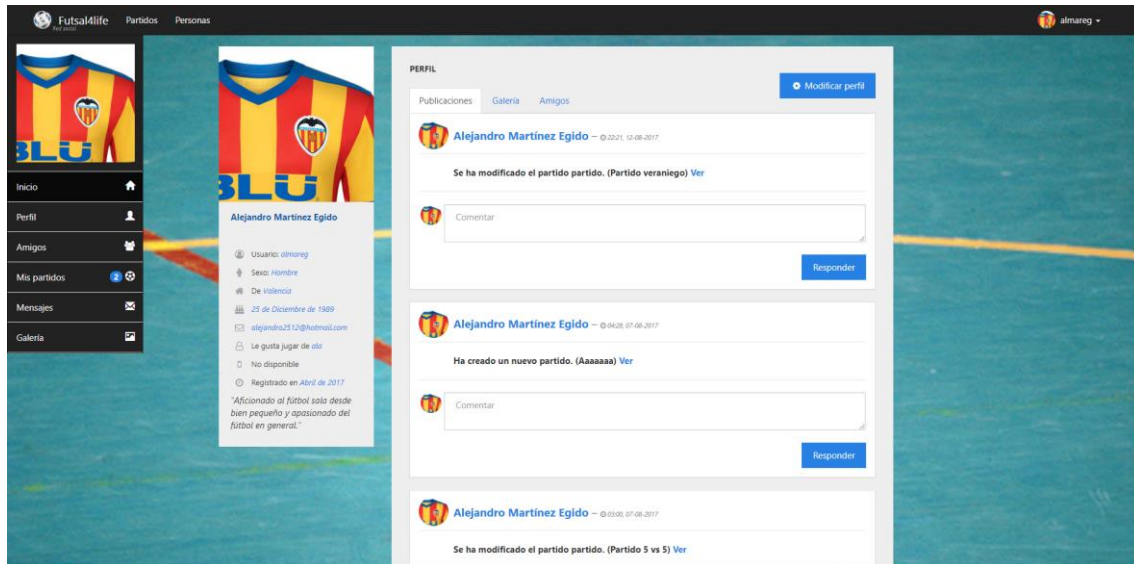 Futsal4life
Red social
Partidos
Personas
almareg
BLU
Inicio
Perfil
Amigos
Mis partidos 2
Mensajes
Galería
BLU
Alejandro Martínez Egido
Usuario: almareg
Sexo: Hombre
De Valencia
25 de Diciembre de 1989
alejandro2512@hotmail.com
Le gusta jugar de ala
No disponible
Registrado en Abril de 2017
"Aficionado al fútbol sala desde
bien pequeño y apasionado del
fútbol en general."
PERFIL
Modificar perfil
Publicaciones Galería Amigos
Alejandro Martínez Egido – 22:21, 12-08-2017
Se ha modificado el partido partido. (Partido veraniego) Ver
Comentar
Responder
Alejandro Martínez Egido – 04:28, 07-08-2017
Ha creado un nuevo partido. (Aaaaaaa) Ver
Comentar
Responder
Alejandro Martínez Egido – 03:00, 07-08-2017
Se ha modificado el partido partido. (Partido 5 vs 5) Ver